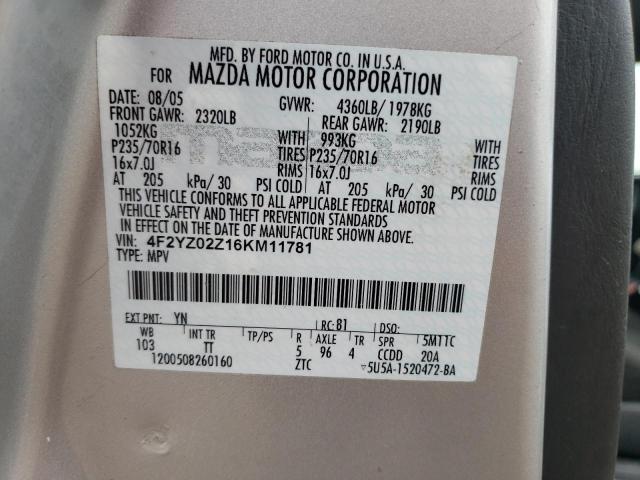 MFD. BY FORD MOTOR CO. IN U.S.A.
FOR MAZDA MOTOR CORPORATION
DATE: 08/05 GVWR: 4360LB/ 1978KG
FRONT GAWR: 2320LB REAR GAWR: 2190LB
1052KG WITH 993KG WITH
P235/70R16 TIRES P235/70R16 TIRES
16x7.0J RIMS 16x7.0J RIMS
AT 205 kPa/ 30 PSI COLD AT 205 kPa/ 30 PSI COLD
THIS VEHICLE CONFORMS TO ALL APPLICABLE FEDERAL MOTOR
VEHICLE SAFETY AND THEFT PREVENTION STANDARDS
IN EFFECT ON THE DATE OF MANUFACTURE SHOWN ABOVE.
VIN: 4F2YZ02Z16KM11781
TYPE: MPV
EXT PNT: YN RC: 81 DSO:
WB INT TR TP/PS R AXLE TR SPR 5M11C
103 TT 5 96 4 CCDD 20A
1200508260160 ZTC 5U5A-1520472-BA